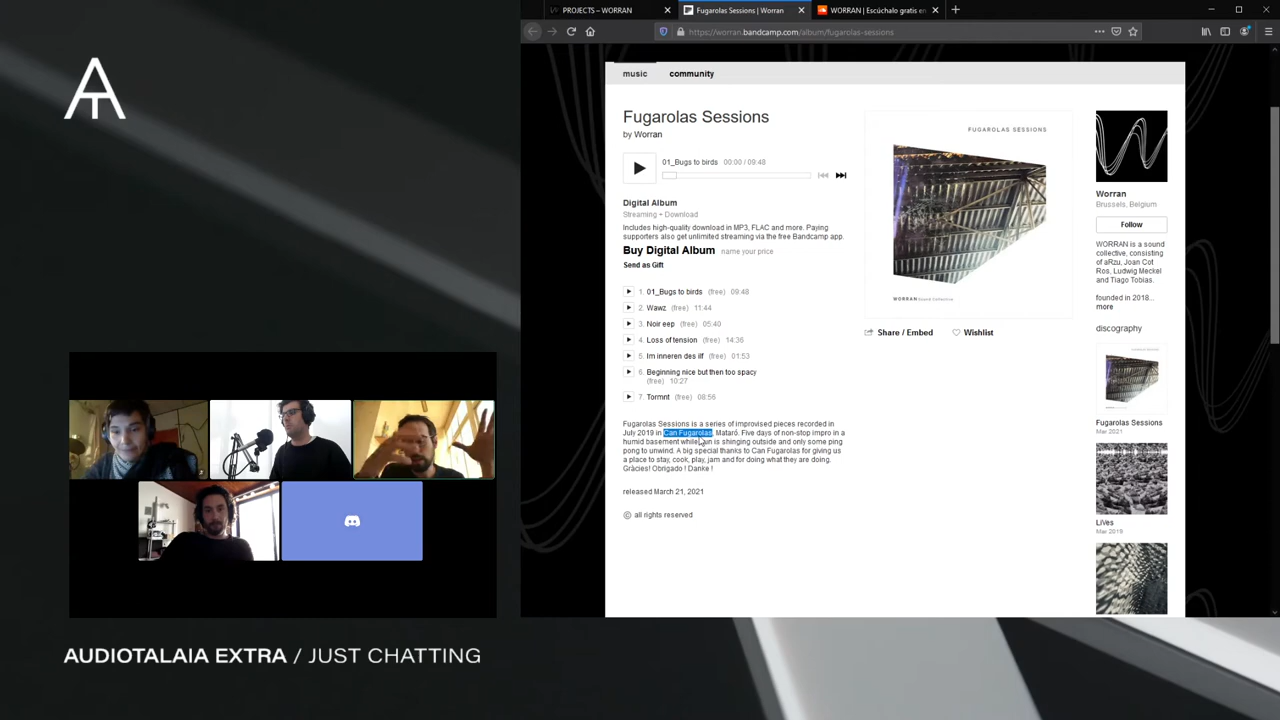 PROJECTS – WORRAN
Fugarolas Sessions | Worran
WORRAN | Escúchalo gratis en
https://worran.bandcamp.com/album/fugarolas-sessions
music
community
Fugarolas Sessions
by Worran
01_Bugs to birds 00:00 / 09:48
Digital Album
Streaming + Download
Includes high-quality download in MP3, FLAC and more. Paying
supporters also get unlimited streaming via the free Bandcamp app.
Buy Digital Album name your price
Send as Gift
1. 01_Bugs to birds (free) 09:48
2. Wawz (free) 11:44
3. Noir eep (free) 05:40
4. Loss of tension (free) 14:36
5. Im inneren des iff (free) 01:53
6. Beginning nice but then too spacy
(free) 10:27
7. Tormnt (free) 08:56
Fugarolas Sessions is a series of improvised pieces recorded in
July 2019 in Can Fugarolas, Mataró. Five days of non-stop impro in a
humid basement while is shinging outside and only some ping
pong to unwind. A big special thanks to Can Fugarolas for giving us
a place to stay, cook, play, jam and for doing what they are doing.
Gràcies! Obrigado ! Danke !
released March 21, 2021
© all rights reserved
FUGAROLAS SESSIONS
WORRAN Sound Collective
Share / Embed
Wishlist
Worran
Brussels, Belgium
Follow
WORRAN is a sound
collective, consisting
of aRzu, Joan Cot
Ros, Ludwig Meckel
and Tiago Tobias.
founded in 2018...
more
discography
Fugarolas Sessions
Mar 2021
LiVes
Mar 2019
AT
AUDIOTALAIA EXTRA / JUST CHATTING